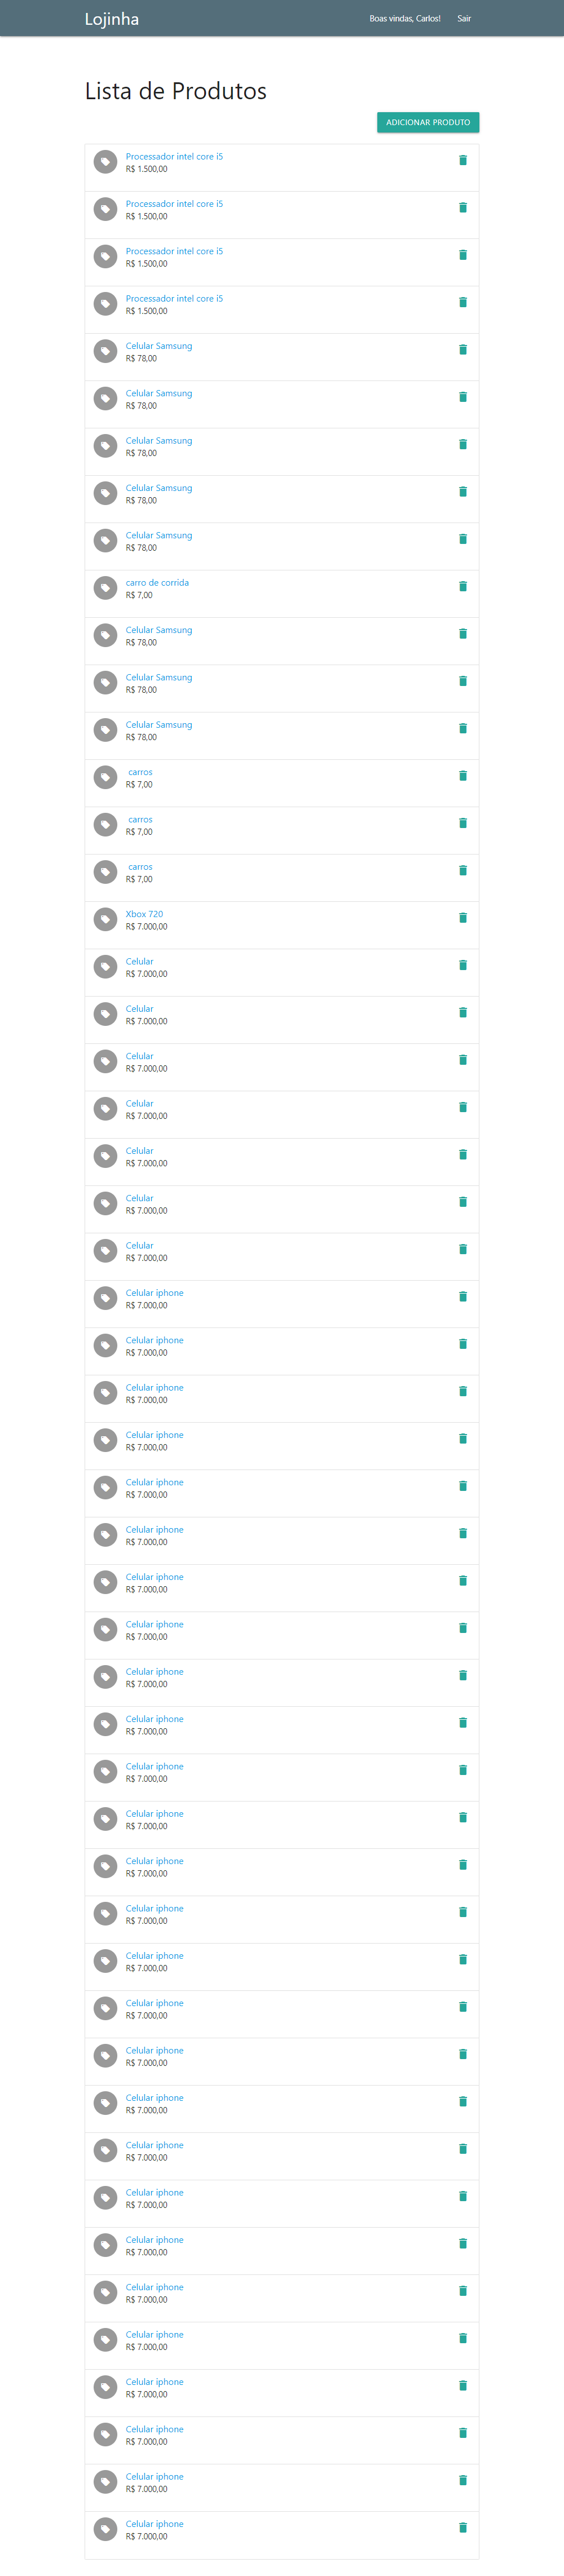 Lojinha
Boas vindas, Carlos!
Sair
Lista de Produtos
ADICIONAR PRODUTO
Processador intel core i5
R$ 1.500,00
Processador intel core i5
R$ 1.500,00
Processador intel core i5
R$ 1.500,00
Processador intel core i5
R$ 1.500,00
Celular Samsung
R$ 78,00
Celular Samsung
R$ 78,00
Celular Samsung
R$ 78,00
Celular Samsung
R$ 78,00
Celular Samsung
R$ 78,00
carro de corrida
R$ 7,00
Celular Samsung
R$ 78,00
Celular Samsung
R$ 78,00
Celular Samsung
R$ 78,00
carros
R$ 7,00
carros
R$ 7,00
carros
R$ 7,00
Xbox 720
R$ 7.000,00
Celular
R$ 7.000,00
Celular
R$ 7.000,00
Celular
R$ 7.000,00
Celular
R$ 7.000,00
Celular
R$ 7.000,00
Celular
R$ 7.000,00
Celular
R$ 7.000,00
Celular iphone
R$ 7.000,00
Celular iphone
R$ 7.000,00
Celular iphone
R$ 7.000,00
Celular iphone
R$ 7.000,00
Celular iphone
R$ 7.000,00
Celular iphone
R$ 7.000,00
Celular iphone
R$ 7.000,00
Celular iphone
R$ 7.000,00
Celular iphone
R$ 7.000,00
Celular iphone
R$ 7.000,00
Celular iphone
R$ 7.000,00
Celular iphone
R$ 7.000,00
Celular iphone
R$ 7.000,00
Celular iphone
R$ 7.000,00
Celular iphone
R$ 7.000,00
Celular iphone
R$ 7.000,00
Celular iphone
R$ 7.000,00
Celular iphone
R$ 7.000,00
Celular iphone
R$ 7.000,00
Celular iphone
R$ 7.000,00
Celular iphone
R$ 7.000,00
Celular iphone
R$ 7.000,00
Celular iphone
R$ 7.000,00
Celular iphone
R$ 7.000,00
Celular iphone
R$ 7.000,00
Celular iphone
R$ 7.000,00
Celular iphone
R$ 7.000,00